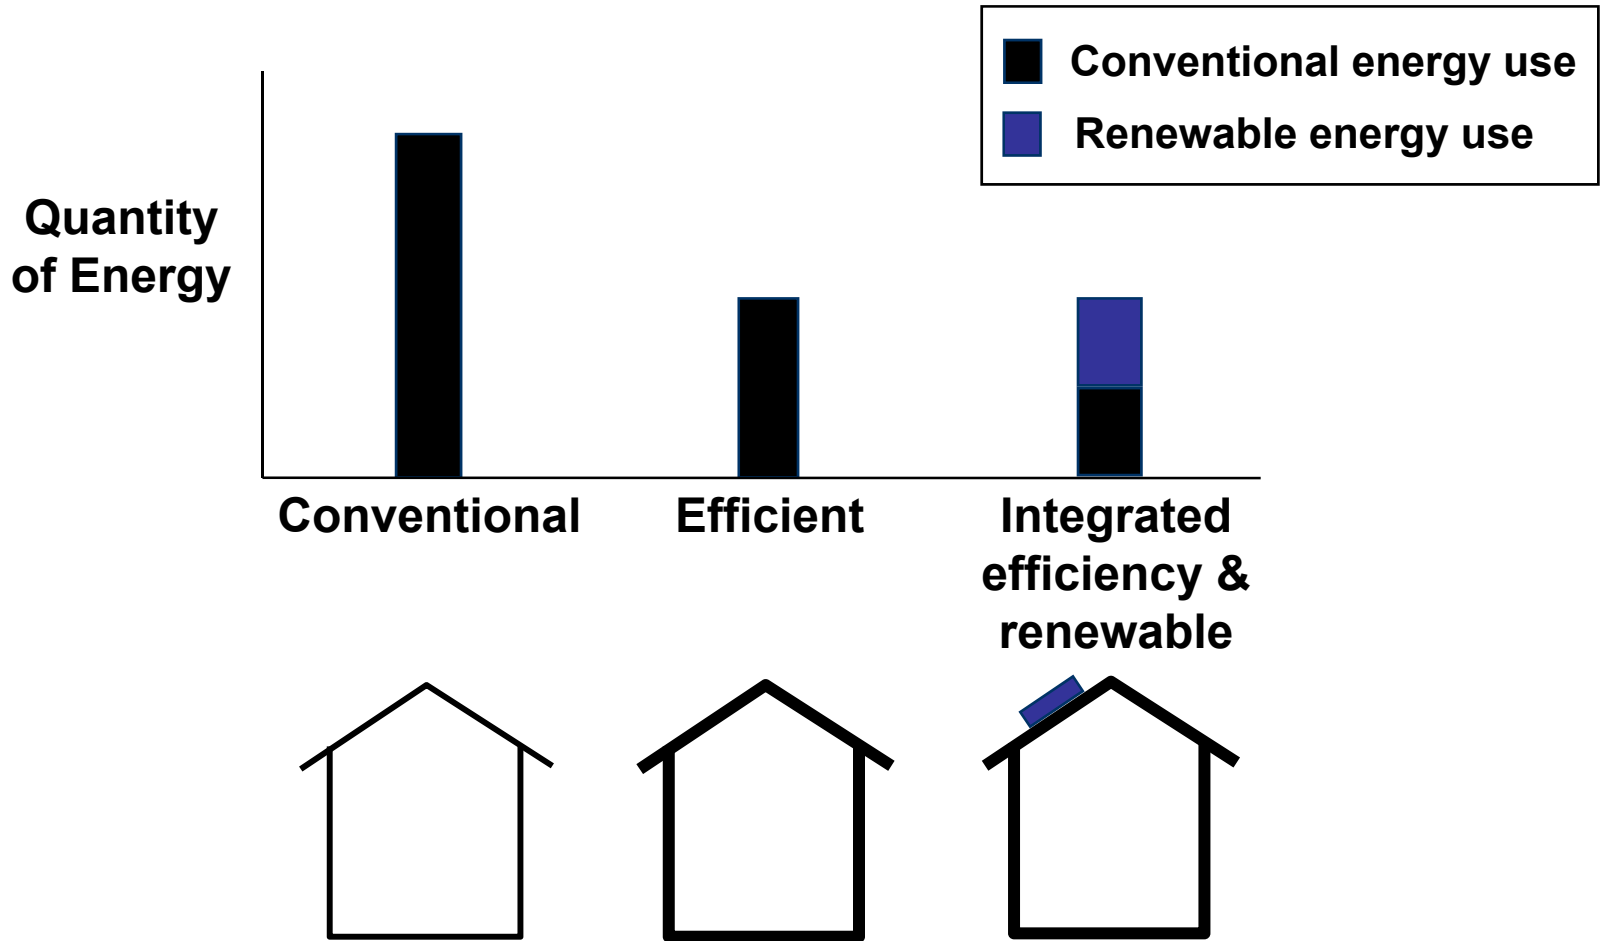 Conventional energy use
Renewable energy use
Quantity
of Energy
Conventional
Efficient
Integrated
efficiency &
renewable